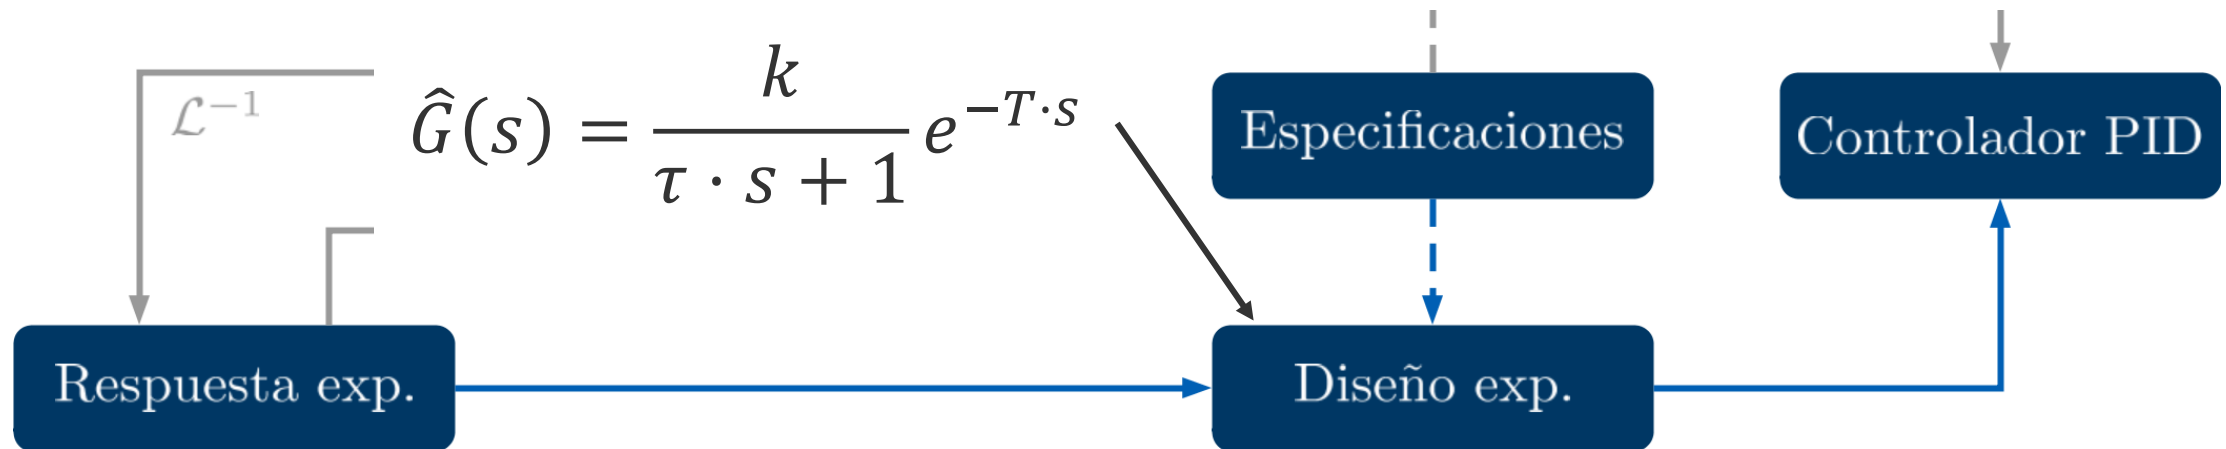 ℒ⁻¹
Ĝ(s) = k / (τ · s + 1) e^(−T·s)
Especificaciones
Controlador PID
Respuesta exp.
Diseño exp.